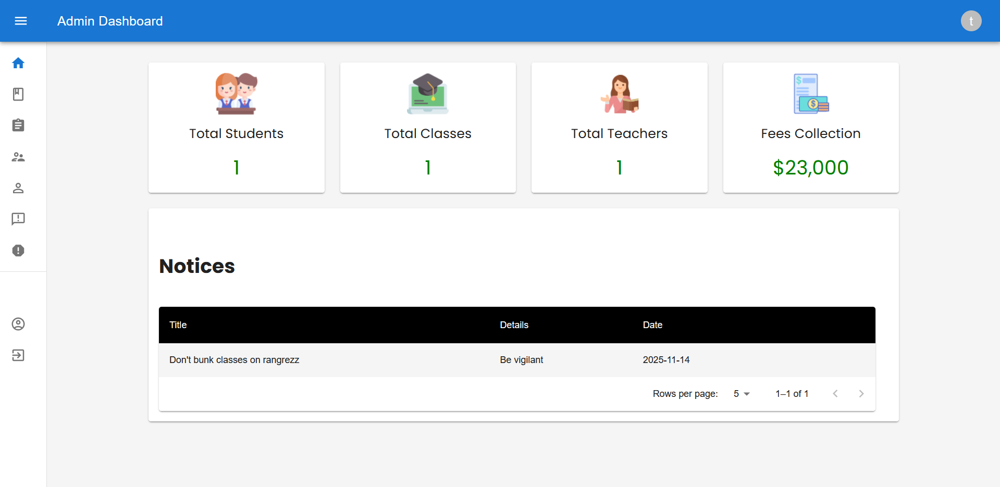 Admin Dashboard
t
Total Students
Total Classes
Total Teachers
Fees Collection
1
1
1
$23,000
Notices
Title Details Date
Don't bunk classes on rangrezz Be vigilant 2025-11-14
Rows per page: 5 1–1 of 1